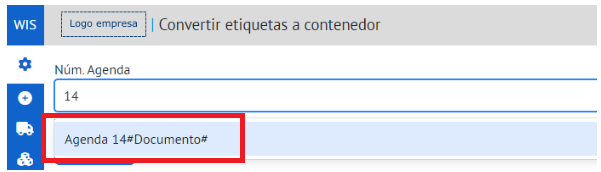 WIS
Logo empresa | Convertir etiquetas a contenedor
Núm. Agenda
14
Agenda 14#Documento#